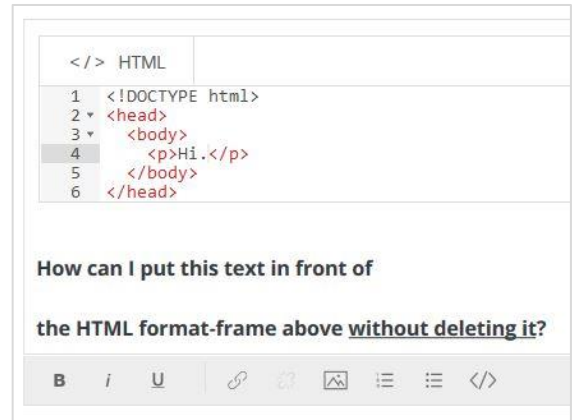 </> HTML
1 <!DOCTYPE html>
2 <head>
3 <body>
4 <p>Hi.</p>
5 </body>
6 </head>
How can I put this text in front of
the HTML format-frame above without deleting it?
B i U </>